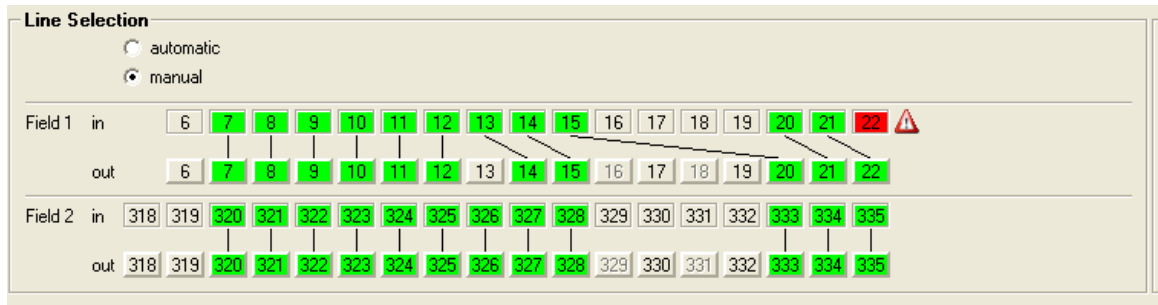 Line Selection
automatic
manual
Field 1 in 6 7 8 9 10 11 12 13 14 15 16 17 18 19 20 21 22
out 6 7 8 9 10 11 12 13 14 15 16 17 18 19 20 21 22
Field 2 in 318 319 320 321 322 323 324 325 326 327 328 329 330 331 332 333 334 335
out 318 319 320 321 322 323 324 325 326 327 328 329 330 331 332 333 334 335